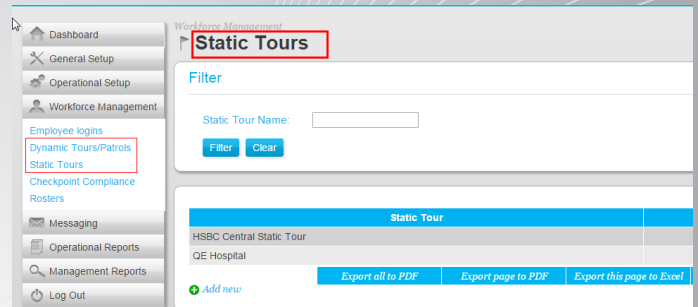 Dashboard
General Setup
Operational Setup
Workforce Management
Employee logins
Dynamic Tours/Patrols
Static Tours
Checkpoint Compliance
Rosters
Messaging
Operational Reports
Management Reports
Log Out
Workforce Management
Static Tours
Filter
Static Tour Name:
Filter Clear
Static Tour
HSBC Central Static Tour
QE Hospital
Export all to PDF Export page to PDF Export this page to Excel
Add new